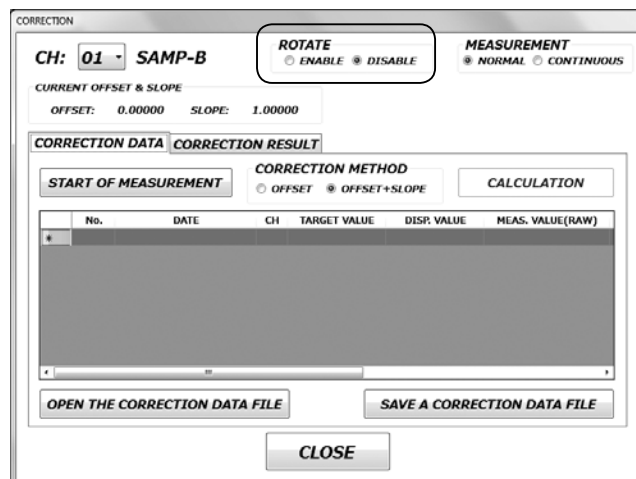 CORRECTION
CH: 01 SAMP-B
ROTATE
ENABLE DISABLE
MEASUREMENT
NORMAL CONTINUOUS
CURRENT OFFSET & SLOPE
OFFSET: 0.00000 SLOPE: 1.00000
CORRECTION DATA CORRECTION RESULT
START OF MEASUREMENT
CORRECTION METHOD
OFFSET OFFSET+SLOPE
CALCULATION
No. DATE CH TARGET VALUE DISP. VALUE MEAS. VALUE(RAW)
*
OPEN THE CORRECTION DATA FILE SAVE A CORRECTION DATA FILE
CLOSE